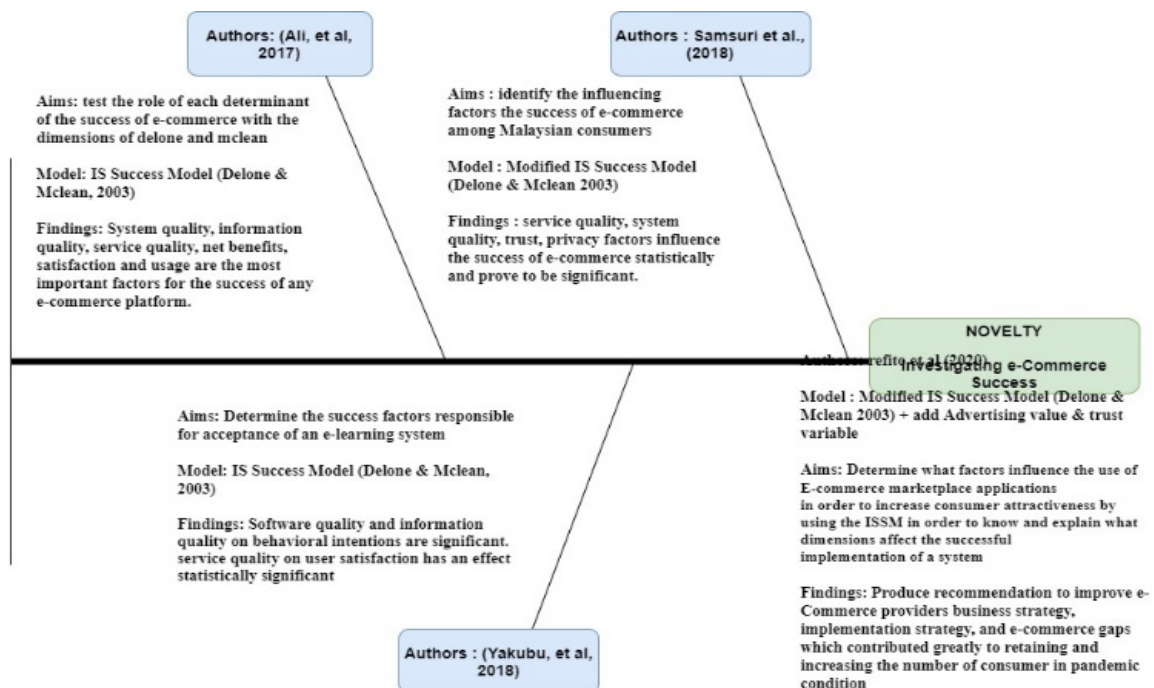 Authors: (Ali, et al,
2017)
Aims: test the role of each determinant
of the success of e-commerce with the
dimensions of delone and mclean
Model: IS Success Model (Delone &
Mclean, 2003)
Findings: System quality, information
quality, service quality, net benefits,
satisfaction and usage are the most
important factors for the success of any
e-commerce platform.
Authors : Samsuri et al.,
(2018)
Aims : identify the influencing
factors the success of e-commerce
among Malaysian consumers
Model : Modified IS Success Model
(Delone & Mclean 2003)
Findings : service quality, system
quality, trust, privacy factors influence
the success of e-commerce statistically
and prove to be significant.
Aims: Determine the success factors responsible
for acceptance of an e-learning system
Model: IS Success Model (Delone & Mclean,
2003)
Findings: Software quality and information
quality on behavioral intentions are significant.
service quality on user satisfaction has an effect
statistically significant
Authors : (Yakubu, et al,
2018)
NOVELTY
Investigating e-Commerce
Success
Authors: refito et al (2020)
Model : Modified IS Success Model (Delone &
Mclean 2003) + add Advertising value & trust
variable
Aims: Determine what factors influence the use of
E-commerce marketplace applications
in order to increase consumer attractiveness by
using the ISSM in order to know and explain what
dimensions affect the successful
implementation of a system
Findings: Produce recommendation to improve e-
Commerce providers business strategy,
implementation strategy, and e-commerce gaps
which contributed greatly to retaining and
increasing the number of consumer in pandemic
condition